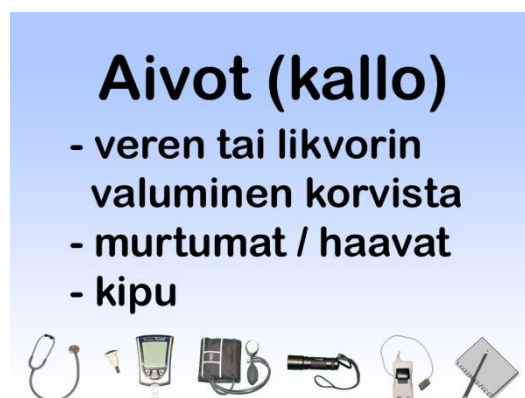 Aivot (kallo)
- veren tai likvorin
valuminen korvista
- murtumat / haavat
- kipu